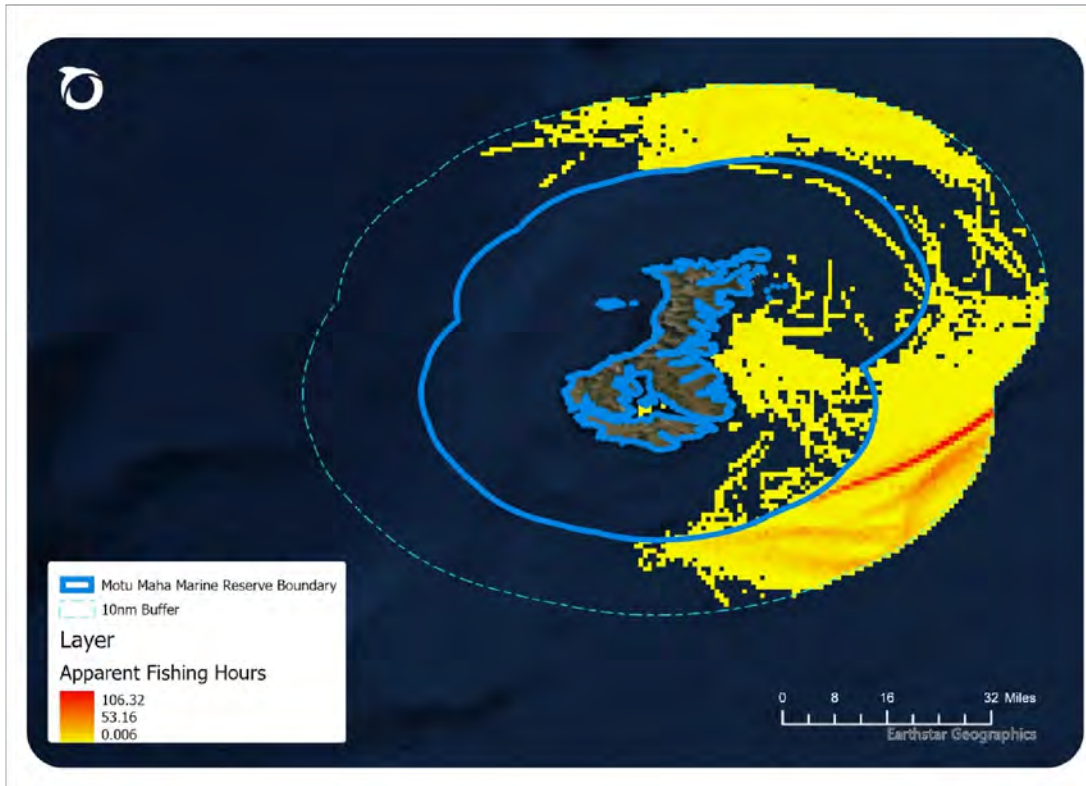 Motu Maha Marine Reserve Boundary
10nm Buffer
Layer
Apparent Fishing Hours
106.32
53.16
0.006
0 8 16 32 Miles
Earthstar Geographics